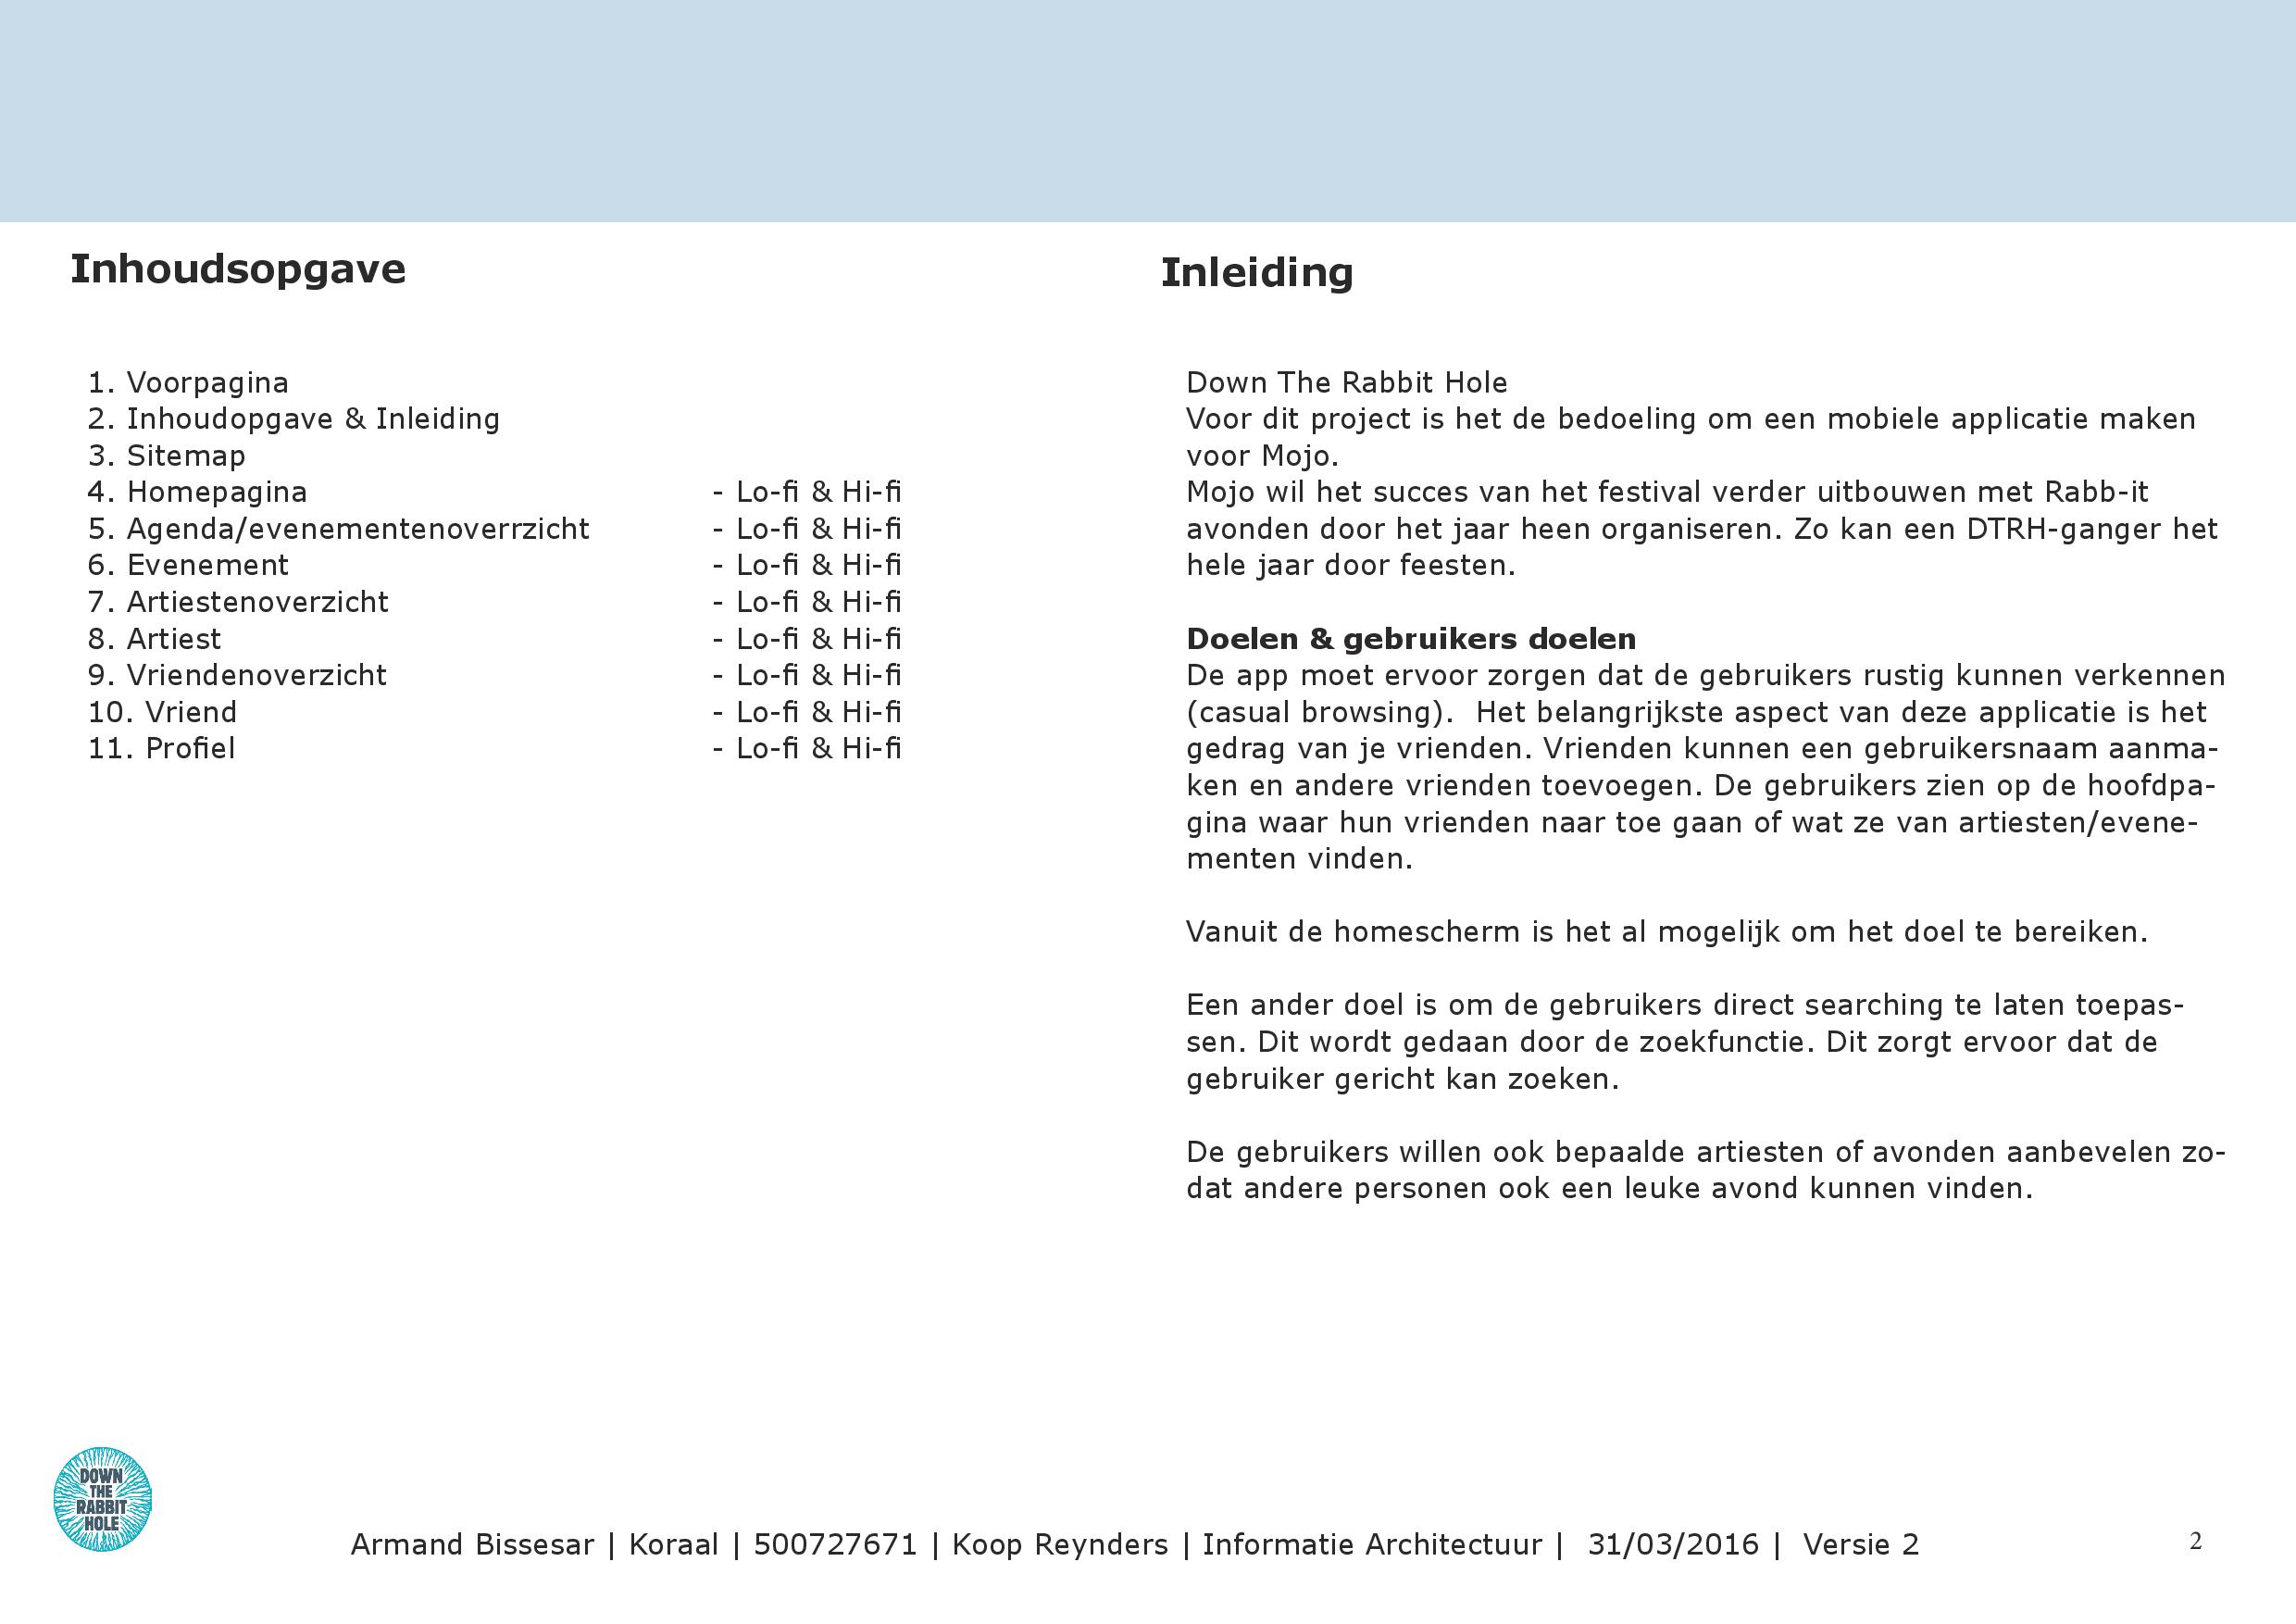 Inhoudsopgave
1. Voorpagina
2. Inhoudopgave & Inleiding
3. Sitemap
4. Homepagina - Lo-fi & Hi-fi
5. Agenda/evenementenoverrzicht - Lo-fi & Hi-fi
6. Evenement - Lo-fi & Hi-fi
7. Artiestenoverzicht - Lo-fi & Hi-fi
8. Artiest - Lo-fi & Hi-fi
9. Vriendenoverzicht - Lo-fi & Hi-fi
10. Vriend - Lo-fi & Hi-fi
11. Profiel - Lo-fi & Hi-fi
Inleiding
Down The Rabbit Hole
Voor dit project is het de bedoeling om een mobiele applicatie maken
voor Mojo.
Mojo wil het succes van het festival verder uitbouwen met Rabb-it
avonden door het jaar heen organiseren. Zo kan een DTRH-ganger het
hele jaar door feesten.
Doelen & gebruikers doelen
De app moet ervoor zorgen dat de gebruikers rustig kunnen verkennen
(casual browsing).  Het belangrijkste aspect van deze applicatie is het
gedrag van je vrienden. Vrienden kunnen een gebruikersnaam aanma-
ken en andere vrienden toevoegen. De gebruikers zien op de hoofdpa-
gina waar hun vrienden naar toe gaan of wat ze van artiesten/evene-
menten vinden.
Vanuit de homescherm is het al mogelijk om het doel te bereiken.
Een ander doel is om de gebruikers direct searching te laten toepas-
sen. Dit wordt gedaan door de zoekfunctie. Dit zorgt ervoor dat de
gebruiker gericht kan zoeken.
De gebruikers willen ook bepaalde artiesten of avonden aanbevelen zo-
dat andere personen ook een leuke avond kunnen vinden.
DOWN
THE
RABBIT
HOLE
Armand Bissesar | Koraal | 500727671 | Koop Reynders | Informatie Architectuur |  31/03/2016 |  Versie 2
2